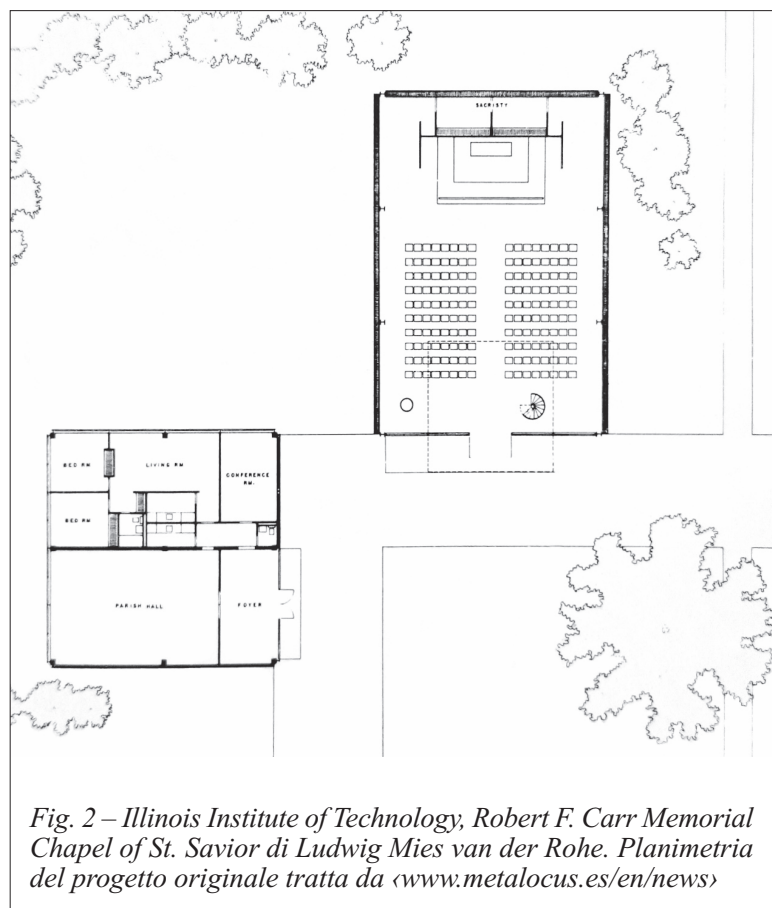 SACRISTY
BED RM
LIVING RM
CONFERENCE
RM.
BED RM
PARISH HALL
FOYER
Fig. 2 – Illinois Institute of Technology, Robert F. Carr Memorial
Chapel of St. Savior di Ludwig Mies van der Rohe. Planimetria
del progetto originale tratta da ‹www.metalocus.es/en/news›